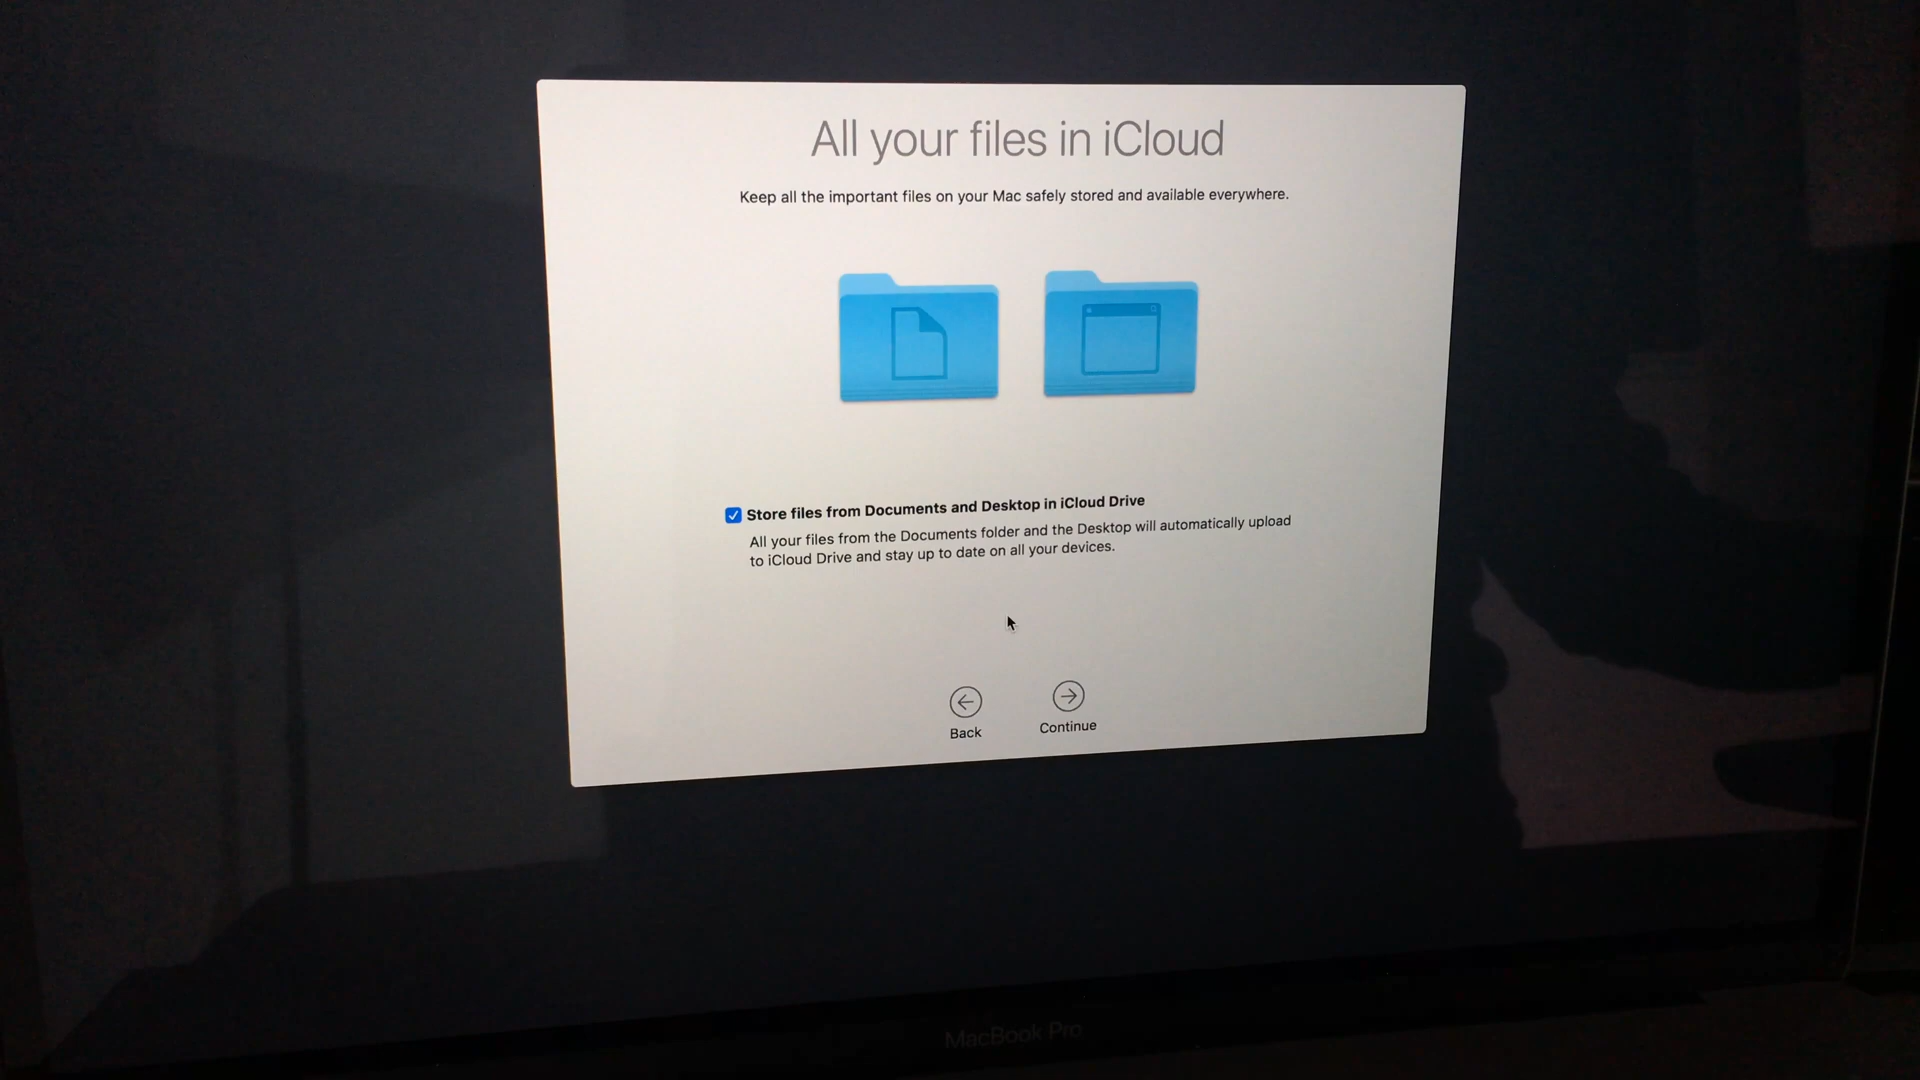 All your files in iCloud
Keep all the important files on your Mac safely stored and available everywhere.
Store files from Documents and Desktop in iCloud Drive
All your files from the Documents folder and the Desktop will automatically upload
to iCloud Drive and stay up to date on all your devices.
Back
Continue
MacBook Pro